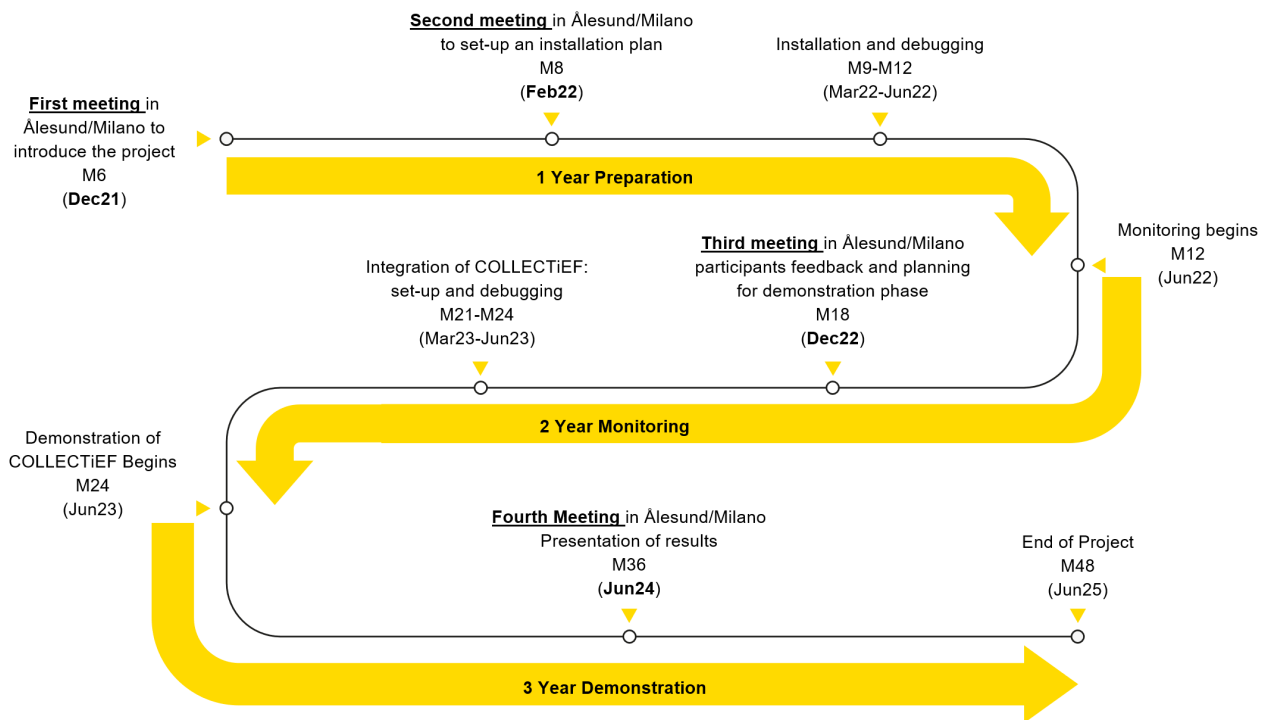 First meeting in
Ålesund/Milano to
introduce the project
M6
(Dec21)
Second meeting in Ålesund/Milano
to set-up an installation plan
M8
(Feb22)
Installation and debugging
M9-M12
(Mar22-Jun22)
1 Year Preparation
Monitoring begins
M12
(Jun22)
Third meeting in Ålesund/Milano
participants feedback and planning
for demonstration phase
M18
(Dec22)
Integration of COLLECTiEF:
set-up and debugging
M21-M24
(Mar23-Jun23)
2 Year Monitoring
Demonstration of
COLLECTiEF Begins
M24
(Jun23)
Fourth Meeting in Ålesund/Milano
Presentation of results
M36
(Jun24)
End of Project
M48
(Jun25)
3 Year Demonstration